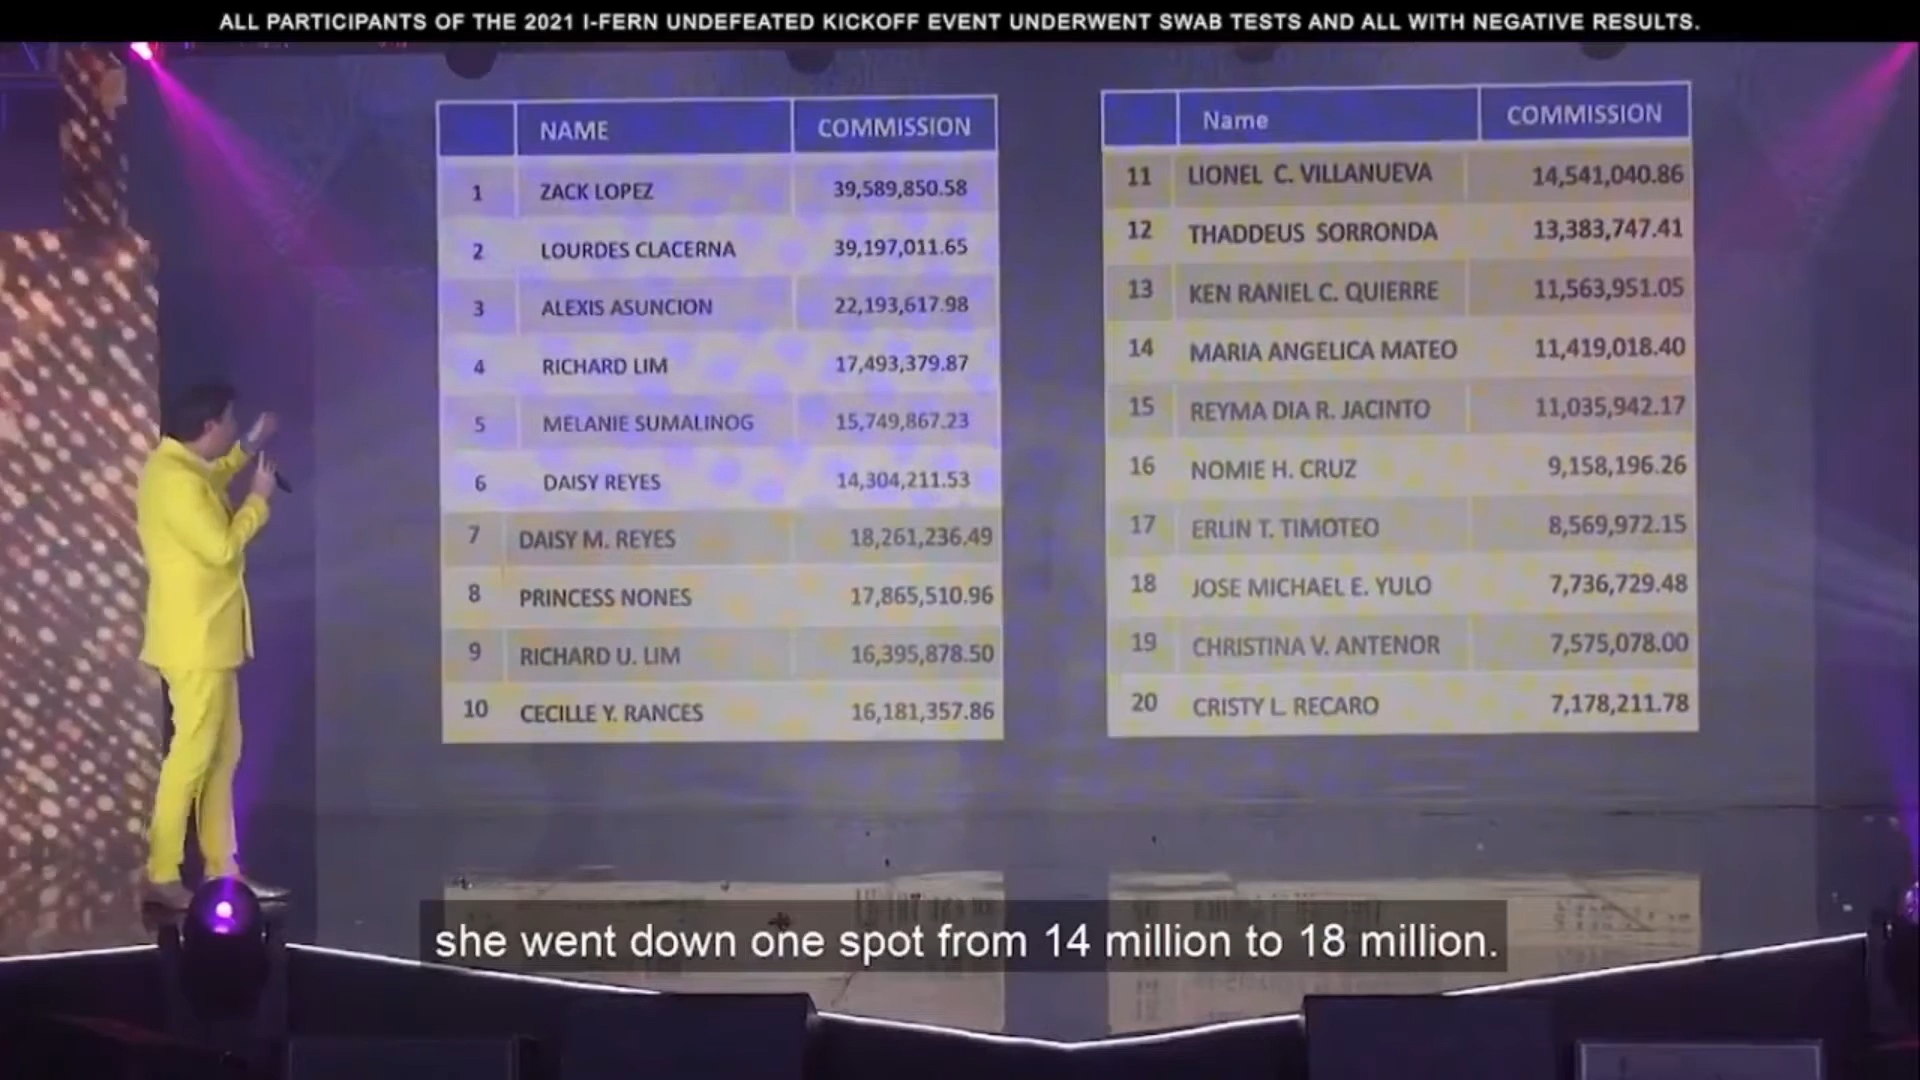 ALL PARTICIPANTS OF THE 2021 I-FERN UNDEFEATED KICKOFF EVENT UNDERWENT SWAB TESTS AND ALL WITH NEGATIVE RESULTS.
NAME COMMISSION
1 ZACK LOPEZ 39,589,850.58
2 LOURDES CLACERNA 39,197,011.65
3 ALEXIS ASUNCION 22,193,617.98
4 RICHARD LIM 17,493,379.87
5 MELANIE SUMALINOG 15,749,867.23
6 DAISY REYES 14,304,211.53
7 DAISY M. REYES 18,261,236.49
8 PRINCESS NONES 17,865,510.96
9 RICHARD U. LIM 16,395,878.50
10 CECILLE Y. RANCES 16,181,357.86
Name COMMISSION
11 LIONEL C. VILLANUEVA 14,541,040.86
12 THADDEUS SORRONDA 13,383,747.41
13 KEN RANIEL C. QUIERRE 11,563,951.05
14 MARIA ANGELICA MATEO 11,419,018.40
15 REYMA DIA R. JACINTO 11,035,942.17
16 NOMIE H. CRUZ 9,158,196.26
17 ERLIN T. TIMOTEO 8,569,972.15
18 JOSE MICHAEL E. YULO 7,736,729.48
19 CHRISTINA V. ANTENOR 7,575,078.00
20 CRISTY L. RECARO 7,178,211.78
she went down one spot from 14 million to 18 million.